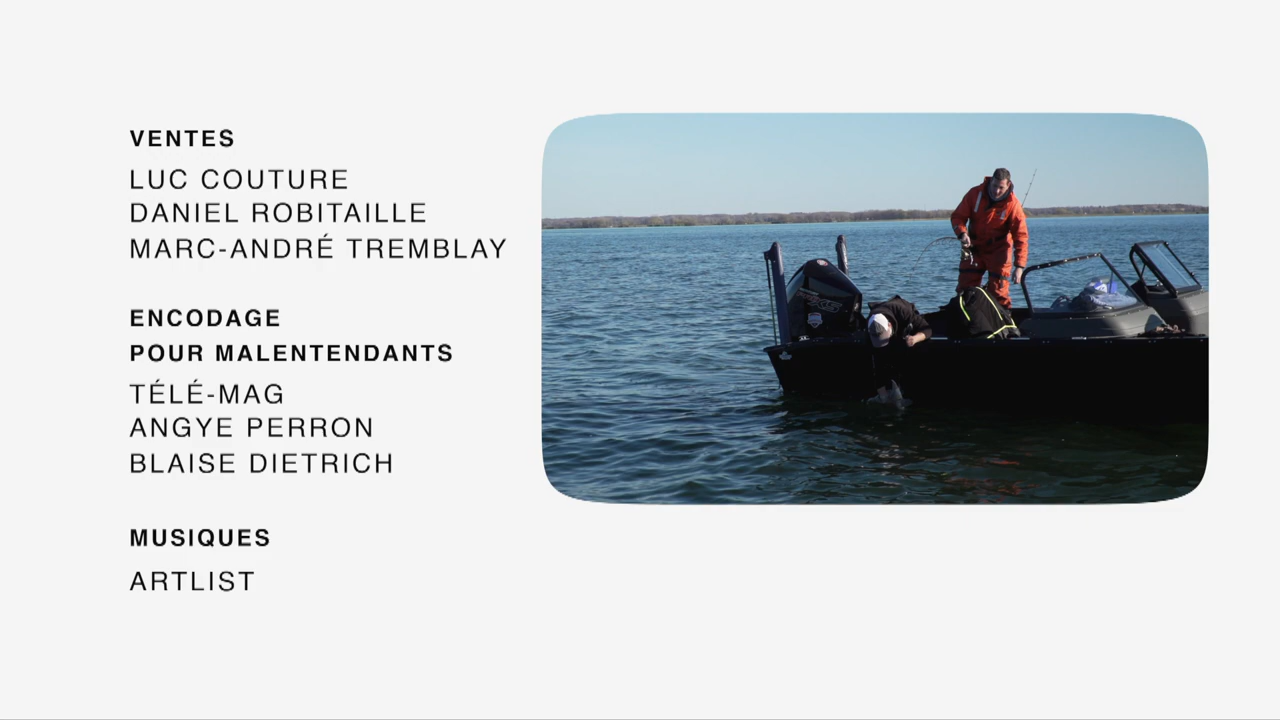 VENTES
LUC COUTURE
DANIEL ROBITAILLE
MARC-ANDRÉ TREMBLAY
ENCODAGE
POUR MALENTENDANTS
TÉLÉ-MAG
ANGYE PERRON
BLAISE DIETRICH
MUSIQUES
ARTLIST